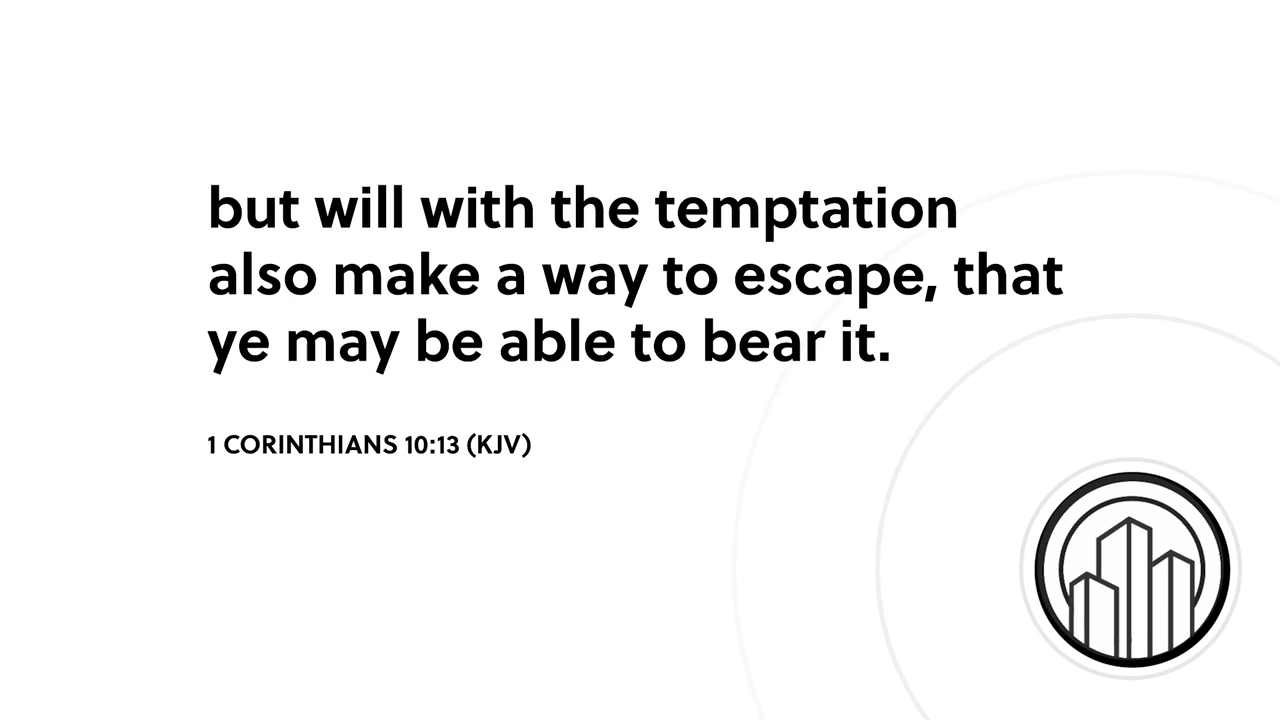 but will with the temptation
also make a way to escape, that
ye may be able to bear it.
1 CORINTHIANS 10:13 (KJV)